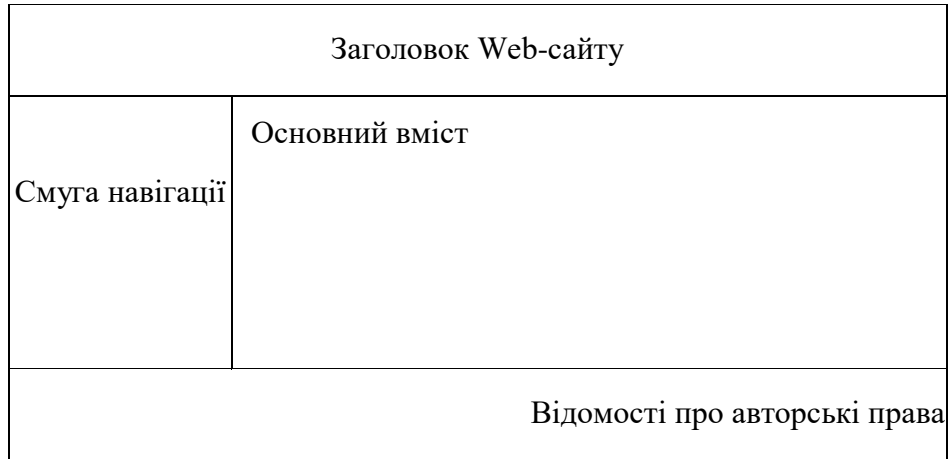 Заголовок Web-сайту
Основний вміст
Смуга навігації
Відомості про авторські права